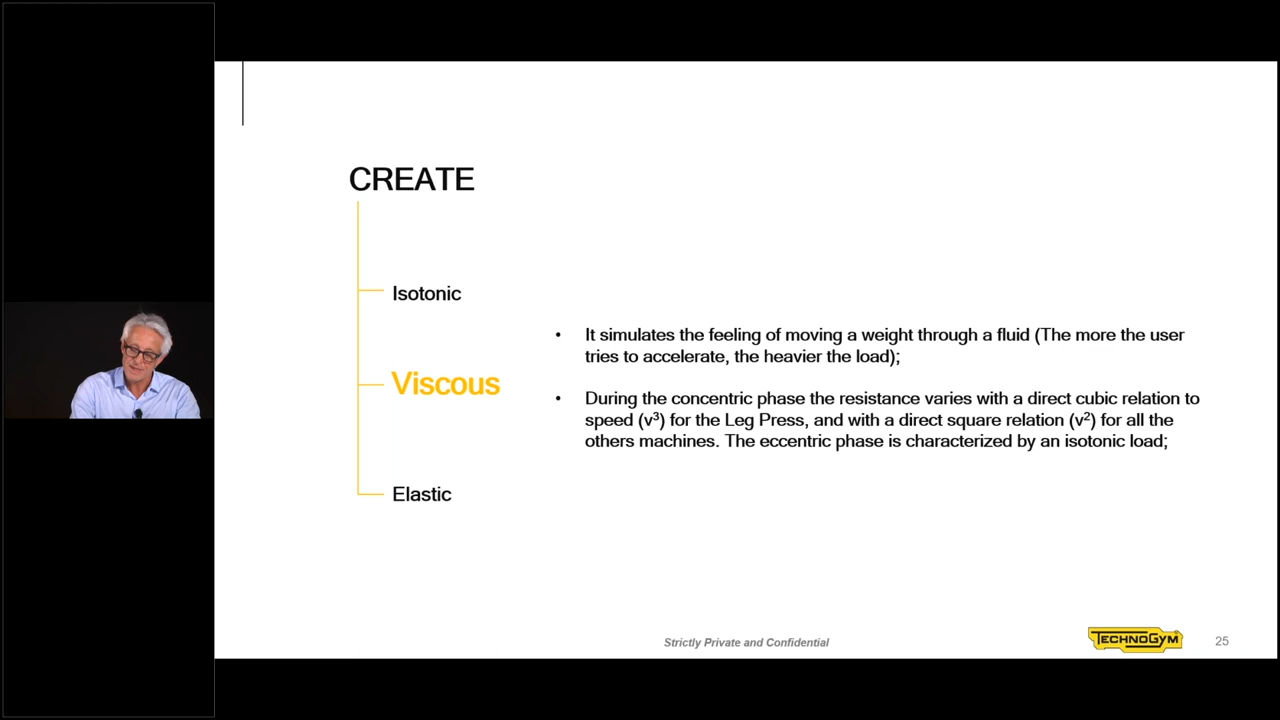 CREATE
Isotonic
• It simulates the feeling of moving a weight through a fluid (The more the user
tries to accelerate, the heavier the load);
Viscous
• During the concentric phase the resistance varies with a direct cubic relation to
speed (v³) for the Leg Press, and with a direct square relation (v²) for all the
others machines. The eccentric phase is characterized by an isotonic load;
Elastic
Strictly Private and Confidential
TECHNOGYM
25